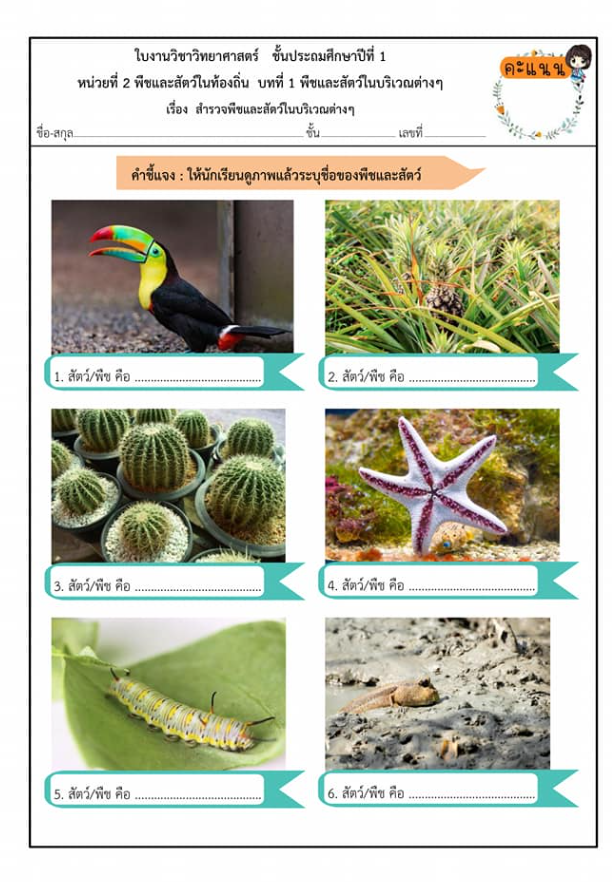 ใบงานวิชาวิทยาศาสตร์ ชั้นประถมศึกษาปีที่ 1
คะแนน
หน่วยที่ 2 พืชและสัตว์ในท้องถิ่น บทที่ 1 พืชและสัตว์ในบริเวณต่างๆ
เรื่อง สำรวจพืชและสัตว์ในบริเวณต่างๆ
ชื่อ-สกุล........................................ชั้น....................เลขที่....................
คำชี้แจง : ให้นักเรียนดูภาพแล้วระบุชื่อของพืชและสัตว์
1. สัตว์/พืช คือ ......................................
2. สัตว์/พืช คือ ......................................
3. สัตว์/พืช คือ ......................................
4. สัตว์/พืช คือ ......................................
5. สัตว์/พืช คือ ......................................
6. สัตว์/พืช คือ ......................................